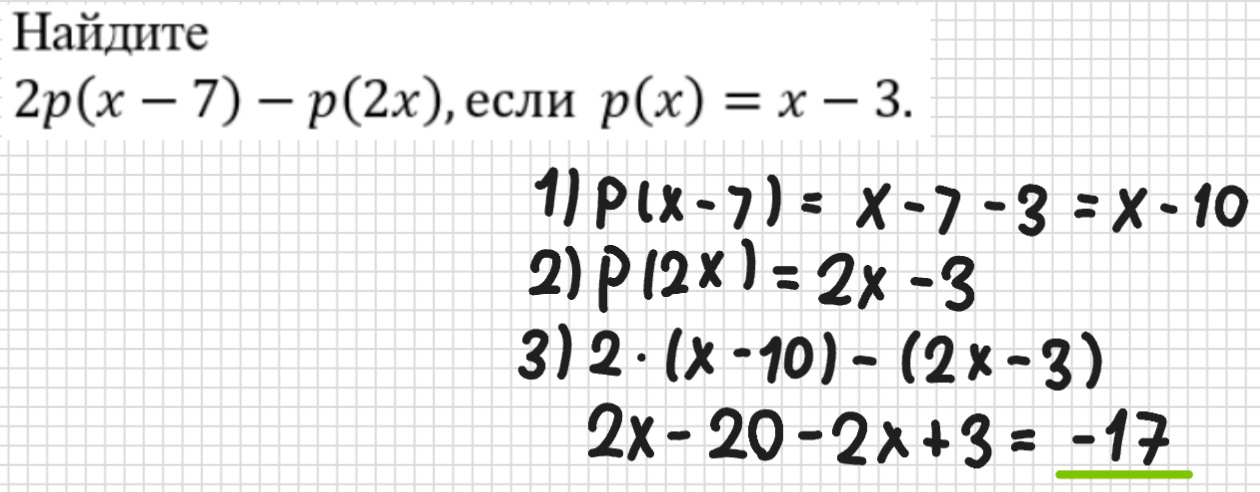 Найдите
2p(x − 7) − p(2x), если p(x) = x − 3.
1) p(x-7) = x-7-3 = x-10
2) p(2x) = 2x-3
3) 2·(x-10)-(2x-3)
2x-20-2x+3 = -17